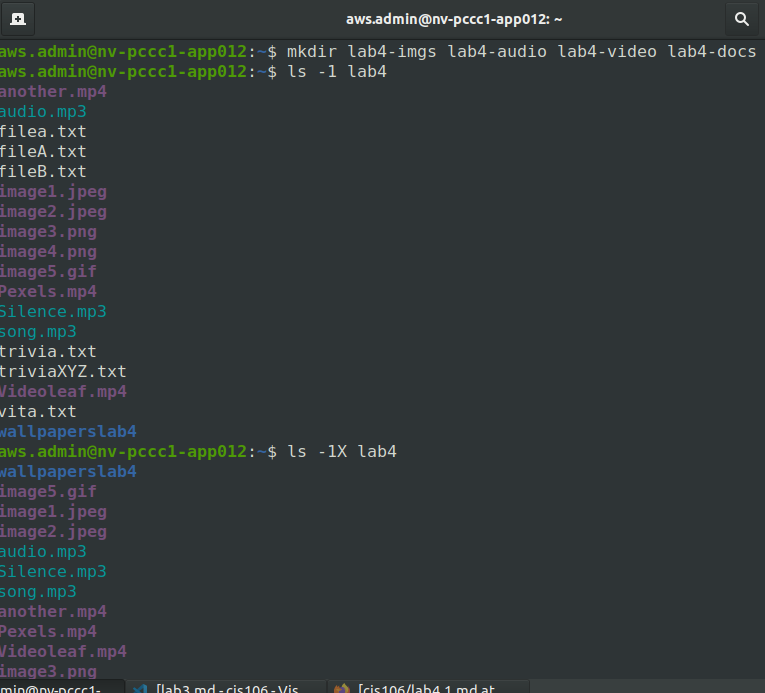 aws.admin@nv-pccc1-app012: ~
aws.admin@nv-pccc1-app012:~$ mkdir lab4-imgs lab4-audio lab4-video lab4-docs
aws.admin@nv-pccc1-app012:~$ ls -1 lab4
another.mp4
audio.mp3
filea.txt
fileA.txt
fileB.txt
image1.jpeg
image2.jpeg
image3.png
image4.png
image5.gif
Pexels.mp4
Silence.mp3
song.mp3
trivia.txt
triviaXYZ.txt
Videoleaf.mp4
vita.txt
wallpaperslab4
aws.admin@nv-pccc1-app012:~$ ls -1X lab4
wallpaperslab4
image5.gif
image1.jpeg
image2.jpeg
audio.mp3
Silence.mp3
song.mp3
another.mp4
Pexels.mp4
Videoleaf.mp4
image3.png
min@nv-pccc1- [lab3.md - cis106 - Vis [cis106/lab4.1.md at